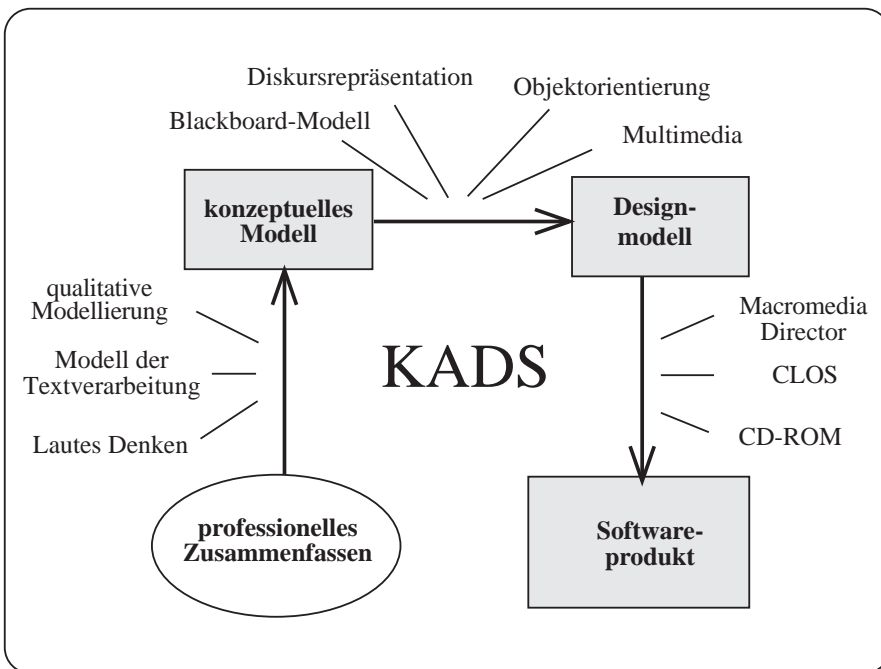 Diskursrepräsentation
Objektorientierung
Blackboard-Modell
Multimedia
konzeptuelles
Modell
Design-
modell
qualitative
Modellierung
Macromedia
Director
Modell der
Textverarbeitung
KADS
CLOS
Lautes Denken
CD-ROM
professionelles
Zusammenfassen
Software-
produkt